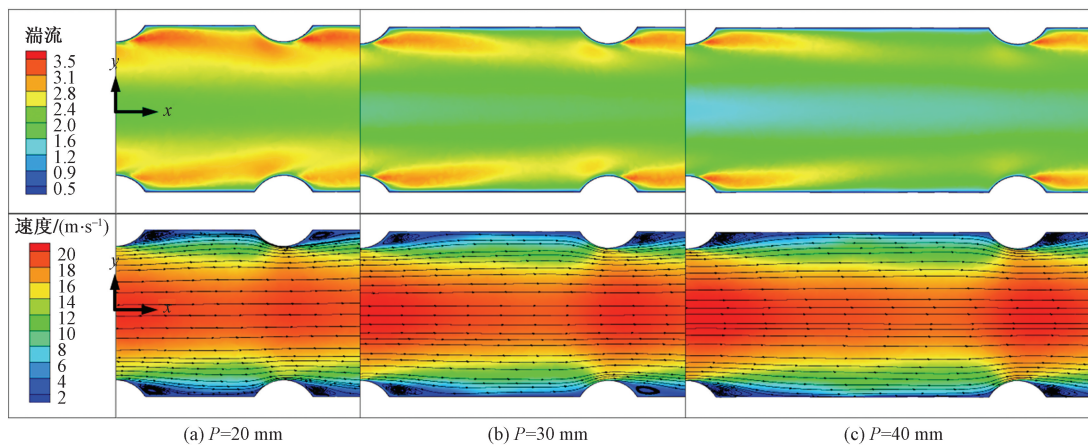 湍流
3.5
3.1
2.8
2.4
2.0
1.6
1.2
0.9
0.5
y
x
速度/(m·s⁻¹)
20
18
16
14
12
10
8
6
4
2
y
x
(a) P=20 mm
(b) P=30 mm
(c) P=40 mm